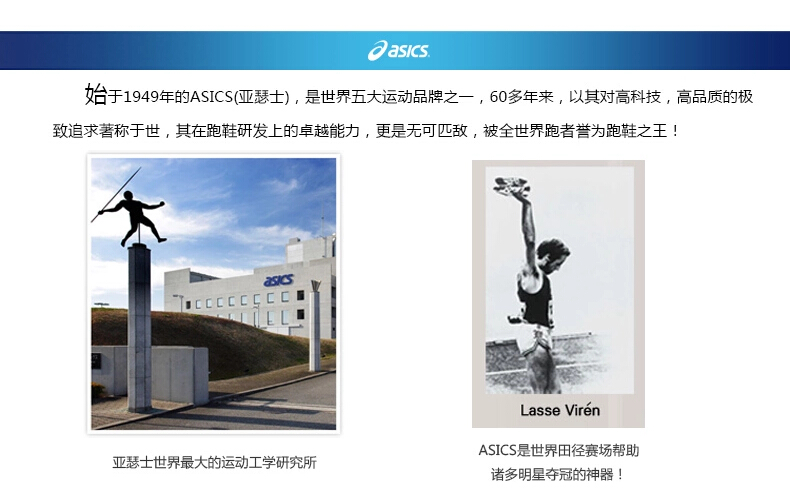 asics
始于1949年的ASICS(亚瑟士)，是世界五大运动品牌之一，60多年来，以其对高科技，高品质的极
致追求著称于世，其在跑鞋研发上的卓越能力，更是无可匹敌，被全世界跑者誉为跑鞋之王！
asics
Lasse Virén
亚瑟士世界最大的运动工学研究所
ASICS是世界田径赛场帮助
诸多明星夺冠的神器！